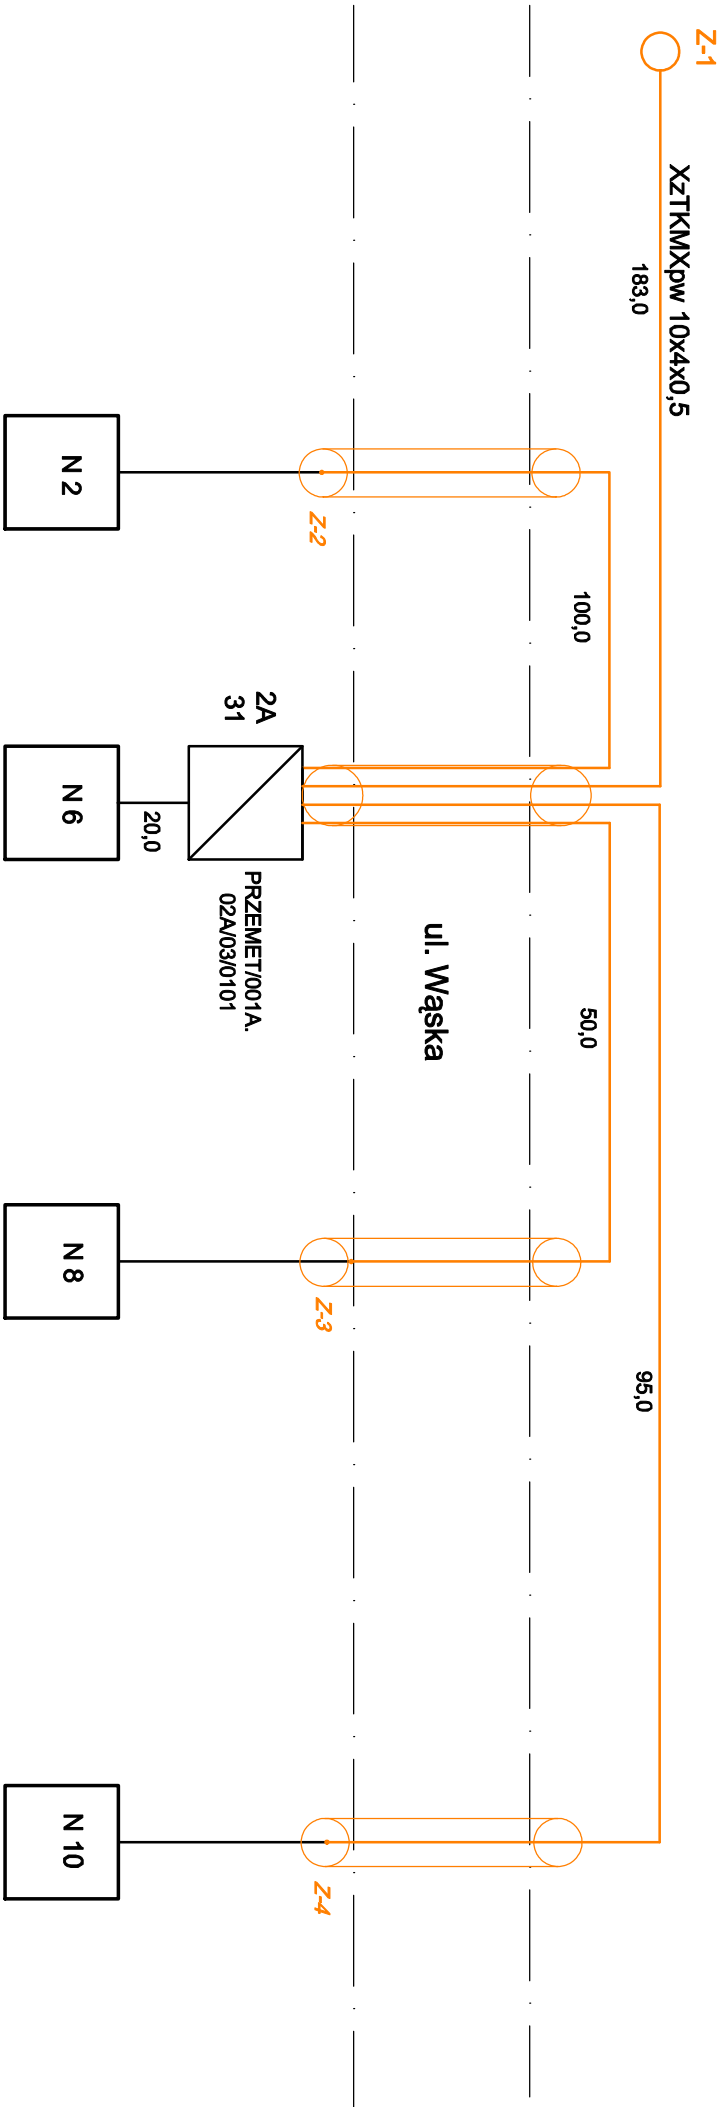 Z-1
XzTKMXpw 10x4x0,5
183,0
100,0
50,0
95,0
ul. Wąska
Z-2
2A
31
PRZEMET/001A.
02A/03/0101
Z-3
Z-4
20,0
N 2
N 6
N 8
N 10